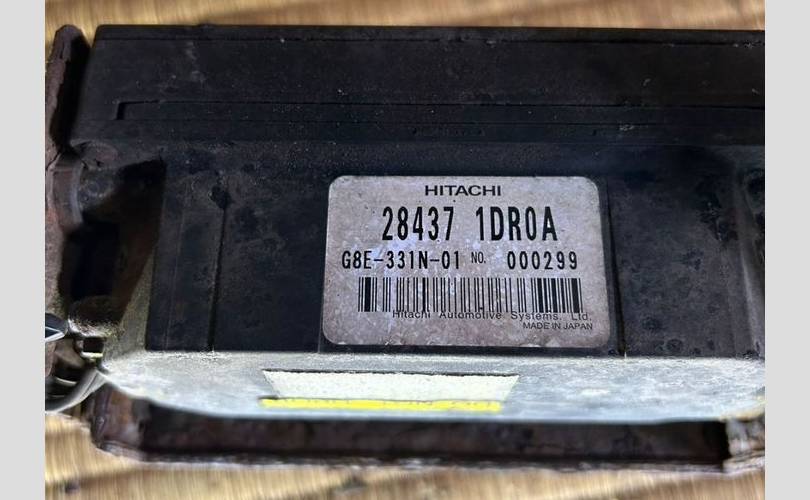 HITACHI
28437 1DR0A
G8E-331N-01 NO. 000299
Hitachi Automotive Systems. Ltd.
MADE IN JAPAN